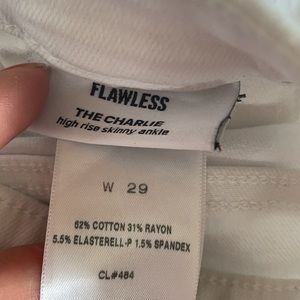 FLAWLESS
THE CHARLIE
high rise skinny ankle
W 29
62% COTTON 31% RAYON
5.5% ELASTERELL-P 1.5% SPANDEX
CL#484